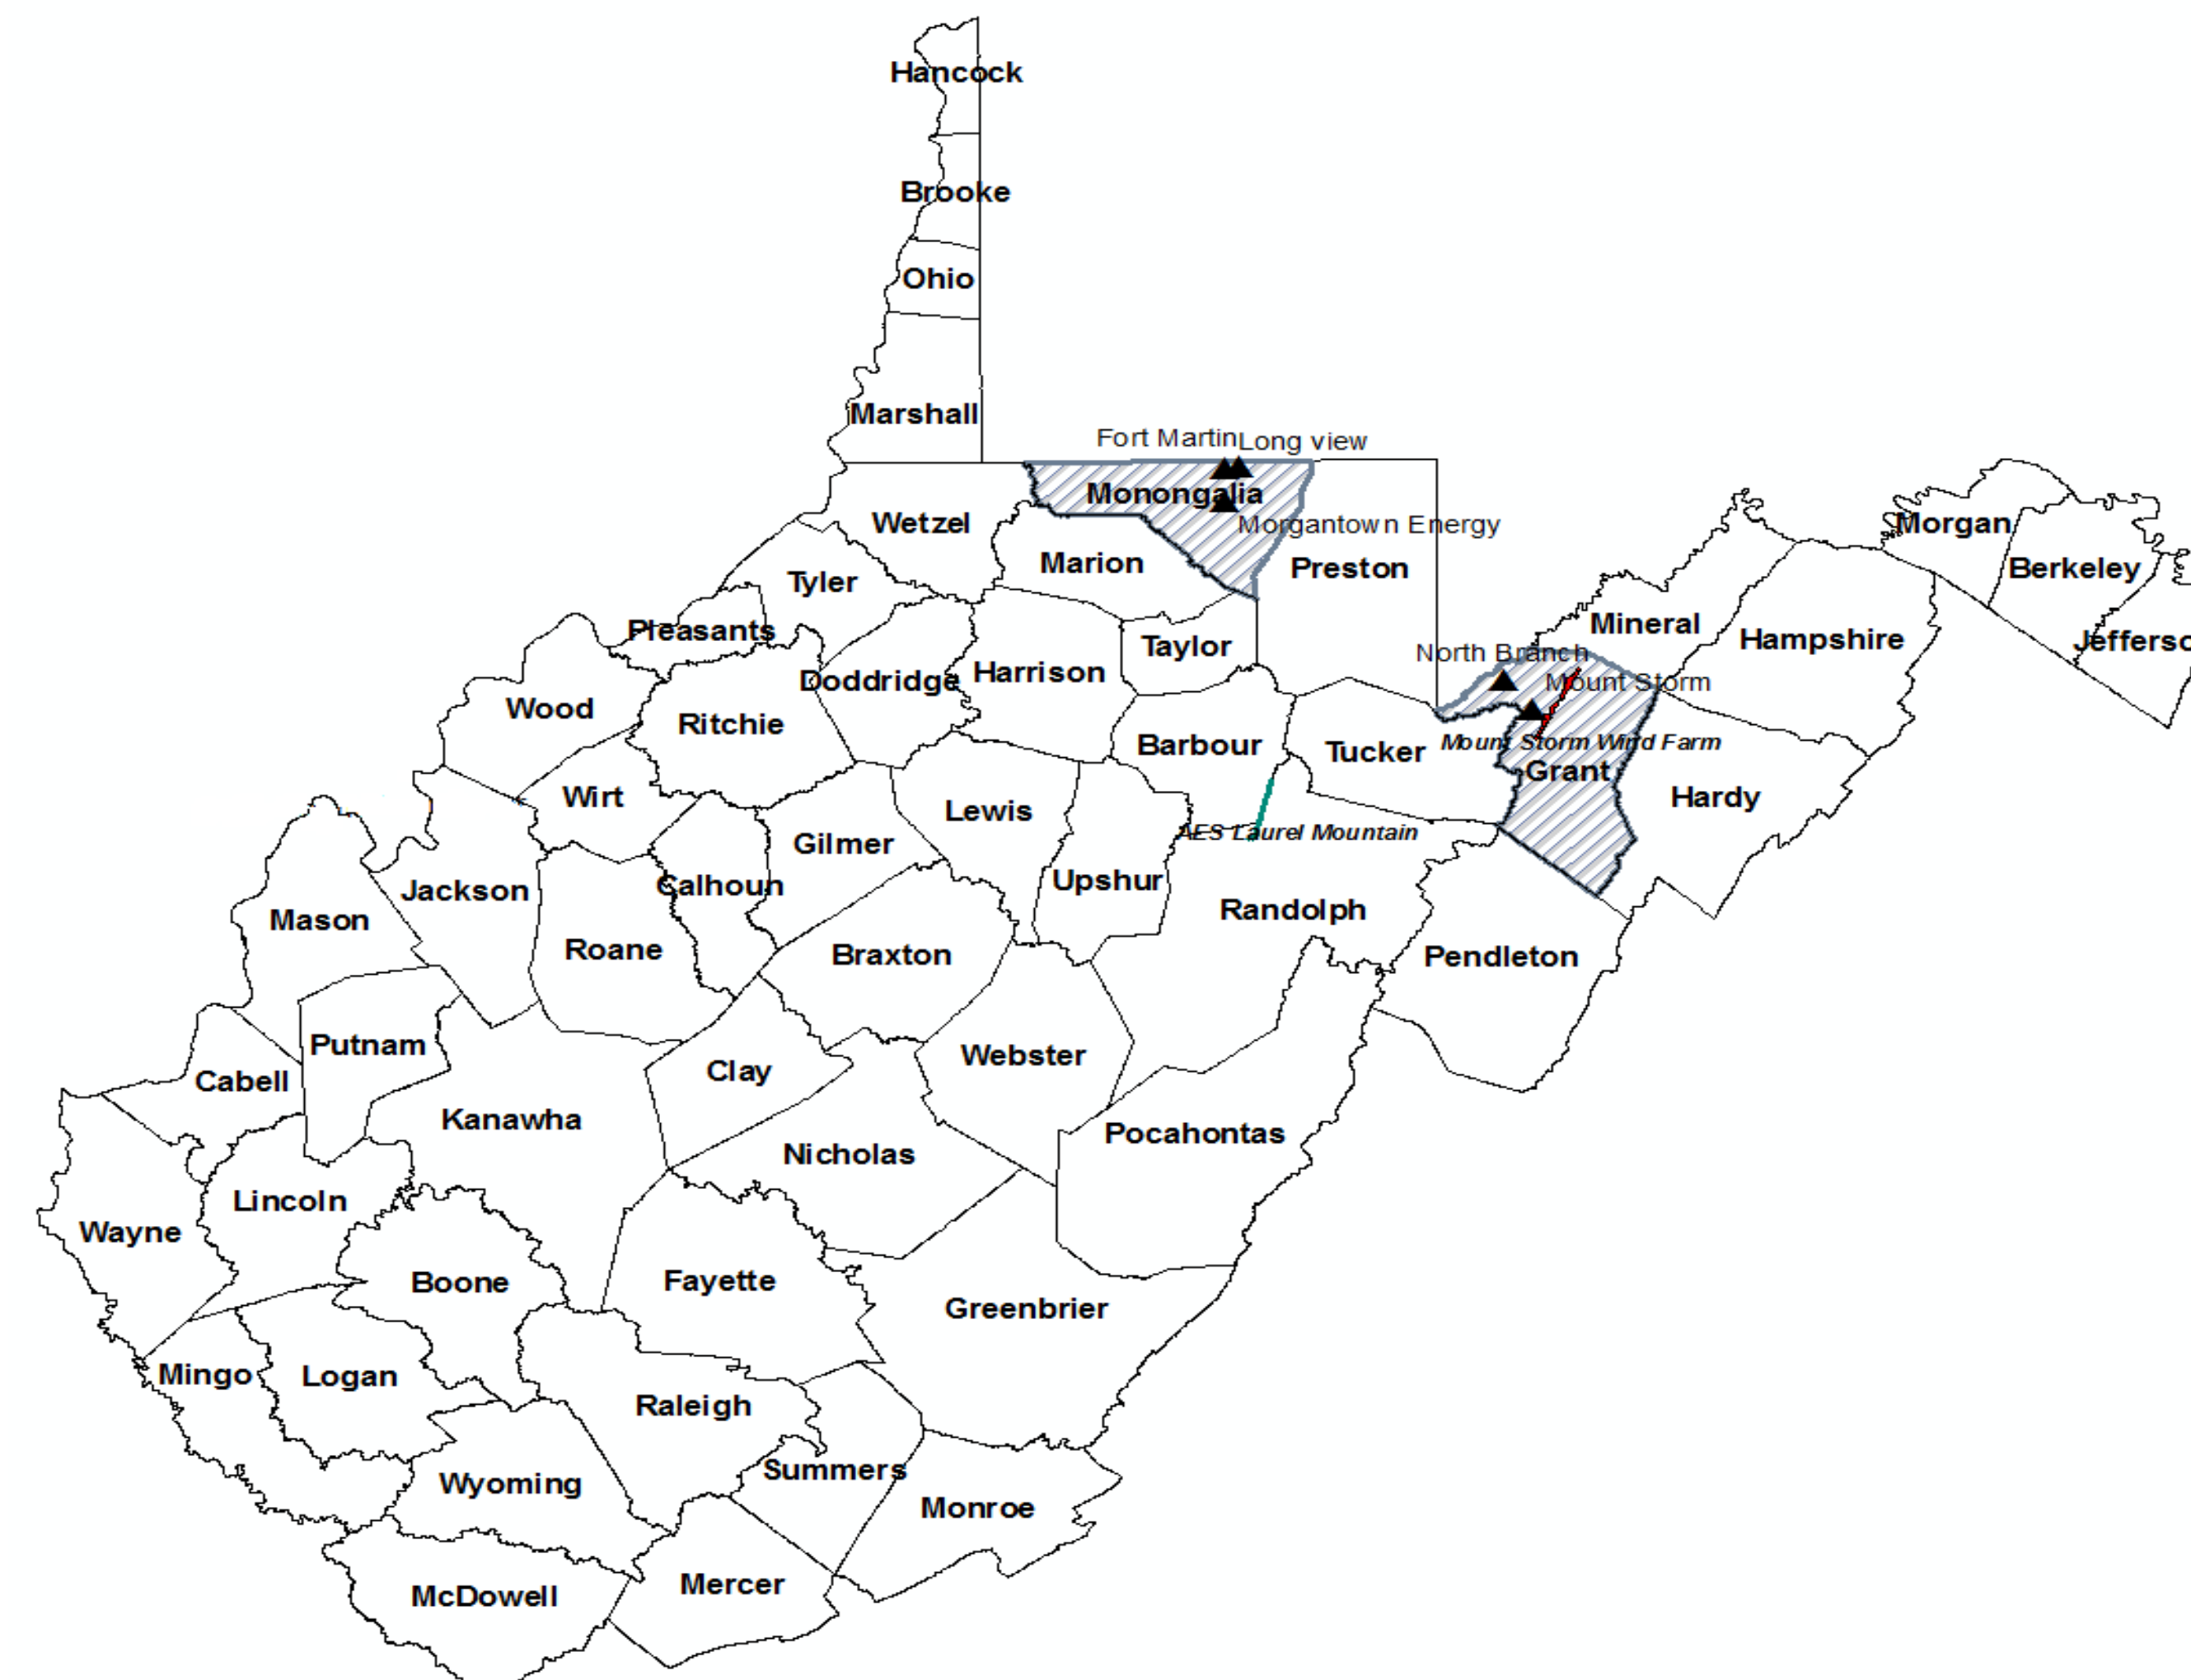 Hancock
Brooke
Ohio
Marshall
Fort Martin
Long view
Monongalia
Morgantown Energy
Wetzel
Marion
Preston
Morgan
Berkeley
Jefferso
Tyler
Pleasants
Taylor
Mineral
Hampshire
Doddridge
Harrison
North Branch
Mount Storm
Wood
Ritchie
Barbour
Tucker
Mount Storm Wind Farm
Grant
Hardy
Wirt
Lewis
Gilmer
AES Laurel Mountain
Jackson
Calhoun
Upshur
Mason
Roane
Braxton
Randolph
Pendleton
Putnam
Cabell
Clay
Webster
Kanawha
Nicholas
Pocahontas
Lincoln
Wayne
Boone
Fayette
Greenbrier
Mingo
Logan
Raleigh
Wyoming
Summers
Monroe
McDowell
Mercer